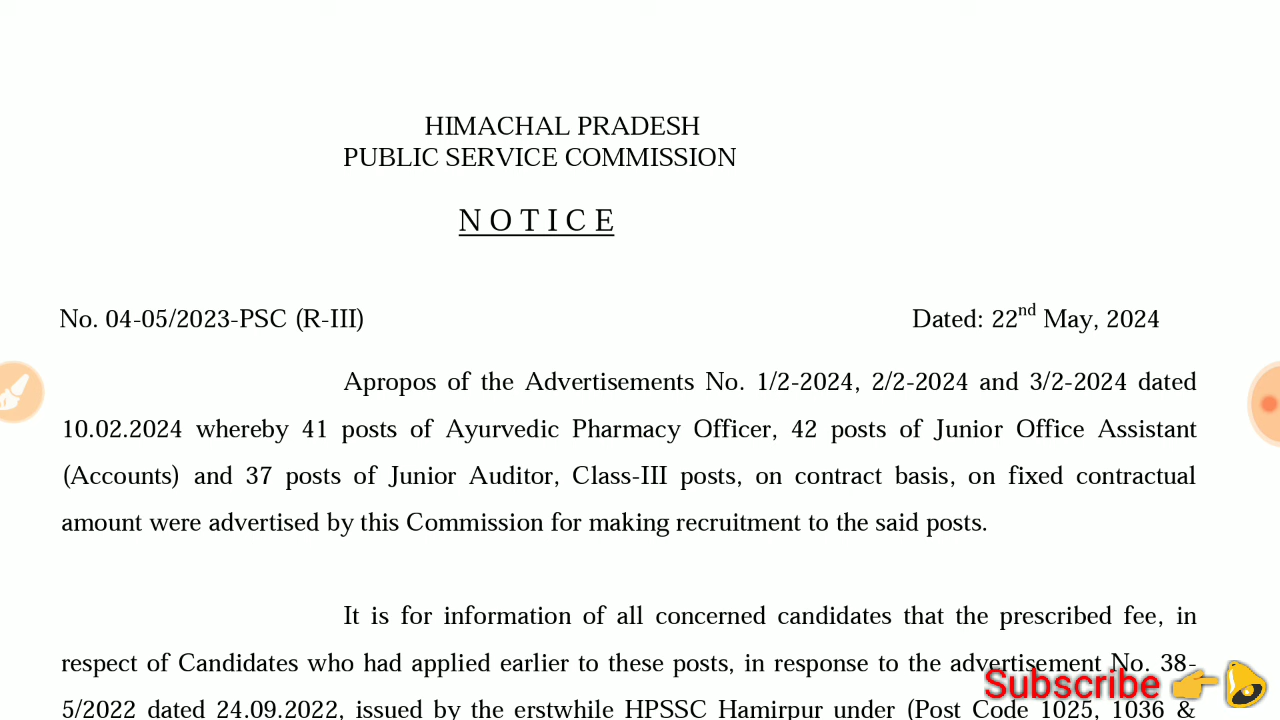 HIMACHAL PRADESH
PUBLIC SERVICE COMMISSION
N O T I C E
No. 04-05/2023-PSC (R-III) Dated: 22nd May, 2024
Apropos of the Advertisements No. 1/2-2024, 2/2-2024 and 3/2-2024 dated
10.02.2024 whereby 41 posts of Ayurvedic Pharmacy Officer, 42 posts of Junior Office Assistant
(Accounts) and 37 posts of Junior Auditor, Class-III posts, on contract basis, on fixed contractual
amount were advertised by this Commission for making recruitment to the said posts.
It is for information of all concerned candidates that the prescribed fee, in
respect of Candidates who had applied earlier to these posts, in response to the advertisement No. 38-
5/2022 dated 24.09.2022, issued by the erstwhile HPSSC Hamirpur under (Post Code 1025, 1036 &
Subscribe